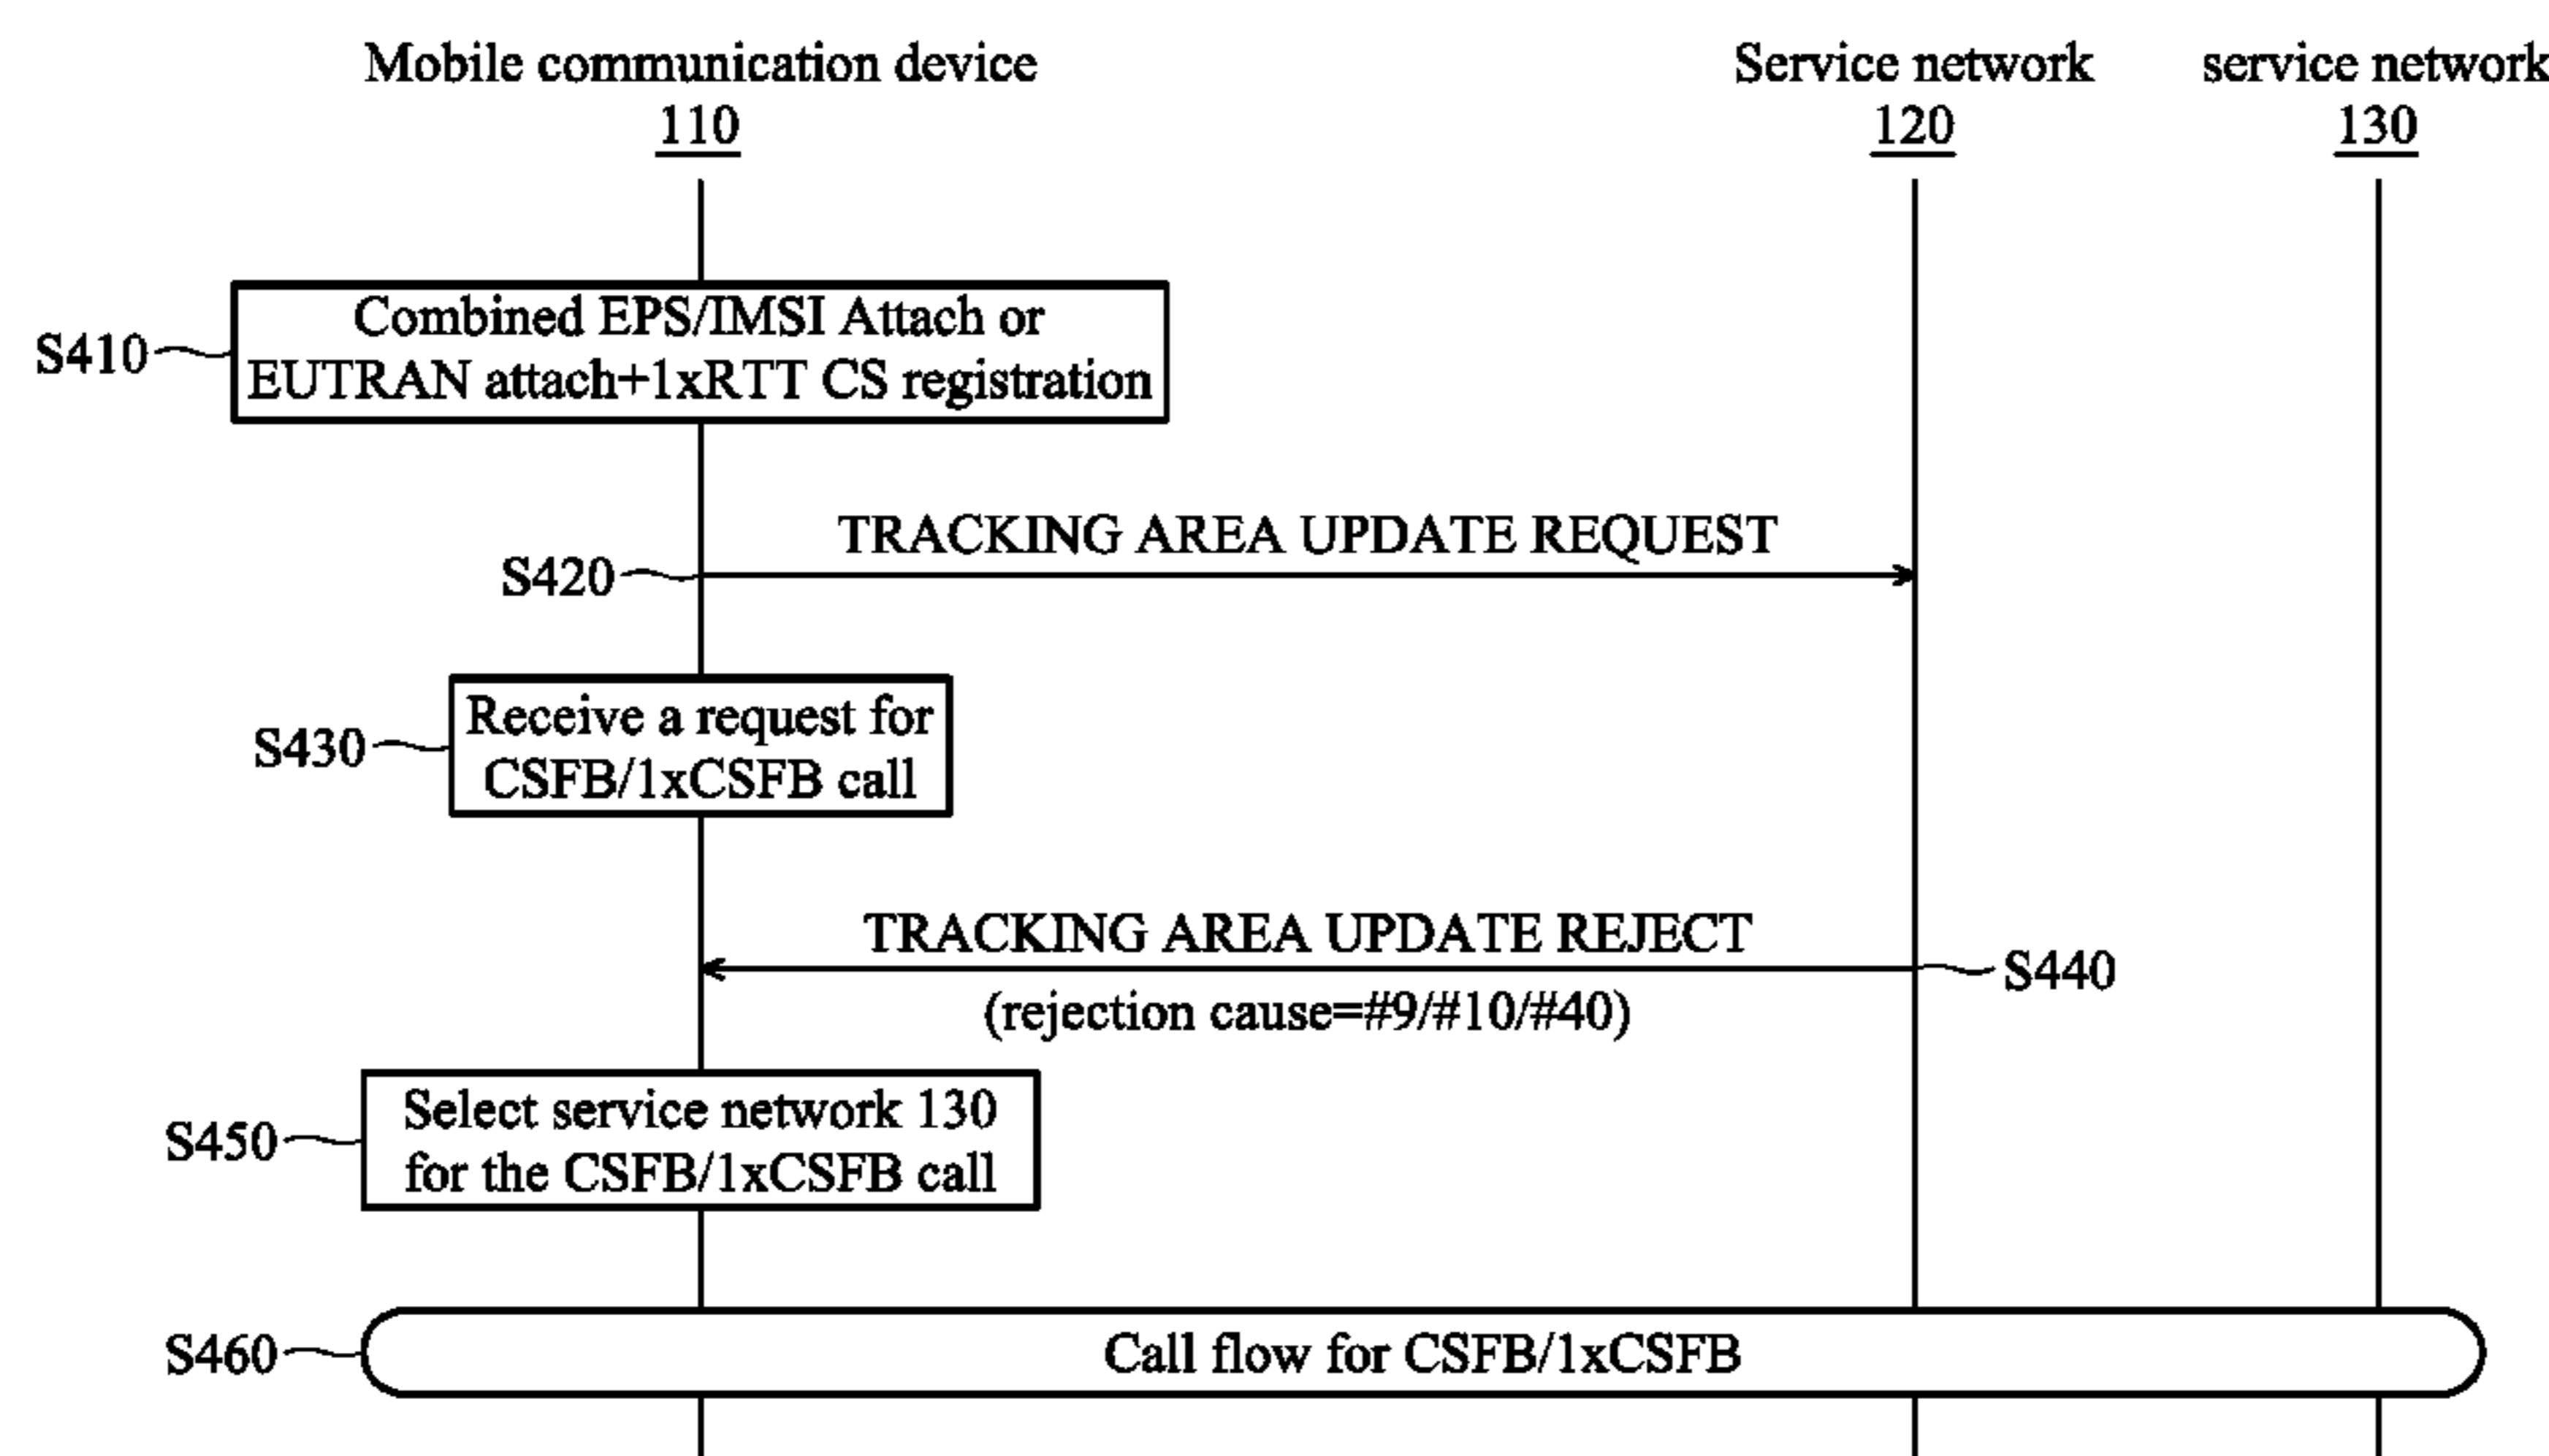 Mobile communication device
110
Service network
120
service network
130
S410
Combined EPS/IMSI Attach or
EUTRAN attach+1xRTT CS registration
TRACKING AREA UPDATE REQUEST
S420
S430
Receive a request for
CSFB/1xCSFB call
TRACKING AREA UPDATE REJECT
S440
(rejection cause=#9/#10/#40)
S450
Select service network 130
for the CSFB/1xCSFB call
S460
Call flow for CSFB/1xCSFB